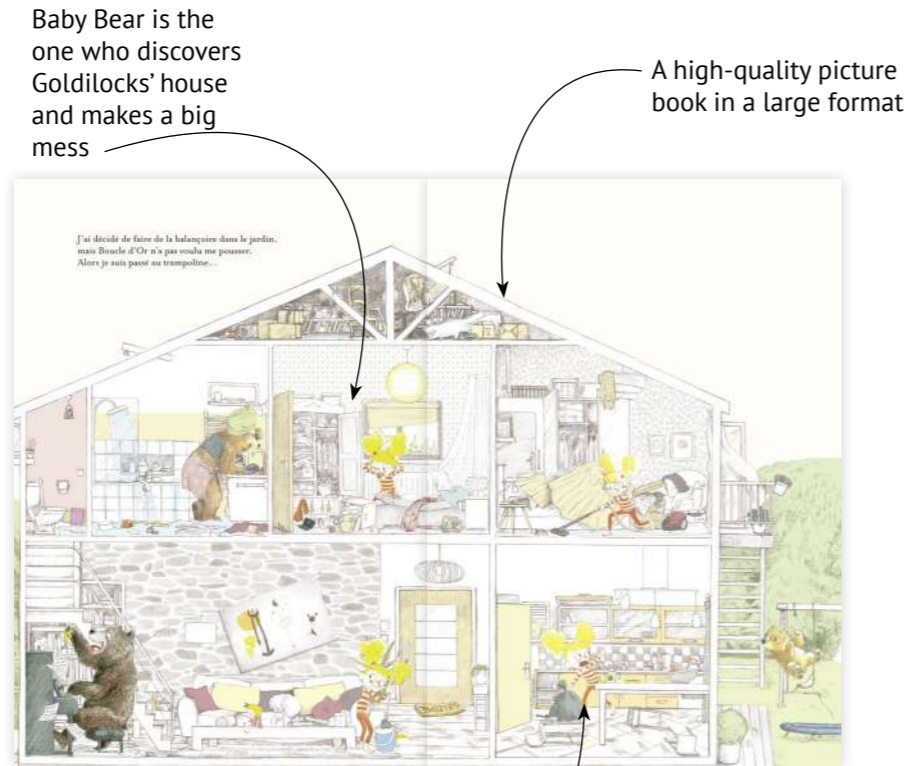 Baby Bear is the
one who discovers
Goldilocks’ house
and makes a big
mess
A high-quality picture
book in a large format
J’ai décidé de faire de la balançoire dans le jardin,
mais Boucle d’Or n’a pas voulu me pousser.
Alors je suis passé au trampoline…